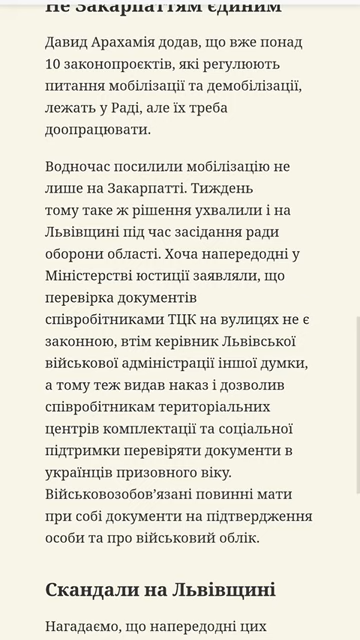 Не Закарпаттям єдиним
Давид Арахамія додав, що вже понад
10 законопроєктів, які регулюють
питання мобілізації та демобілізації,
лежать у Раді, але їх треба
доопрацювати.
Водночас посилили мобілізацію не
лише на Закарпатті. Тиждень
тому таке ж рішення ухвалили і на
Львівщині під час засідання ради
оборони області. Хоча напередодні у
Міністерстві юстиції заявляли, що
перевірка документів
співробітниками ТЦК на вулицях не є
законною, втім керівник Львівської
військової адміністрації іншої думки,
а тому теж видав наказ і дозволив
співробітникам територіальних
центрів комплектації та соціальної
підтримки перевіряти документи в
українців призовного віку.
Військовозобов’язані повинні мати
при собі документи на підтвердження
особи та про військовий облік.
Скандали на Львівщині
Нагадаємо, що напередодні цих